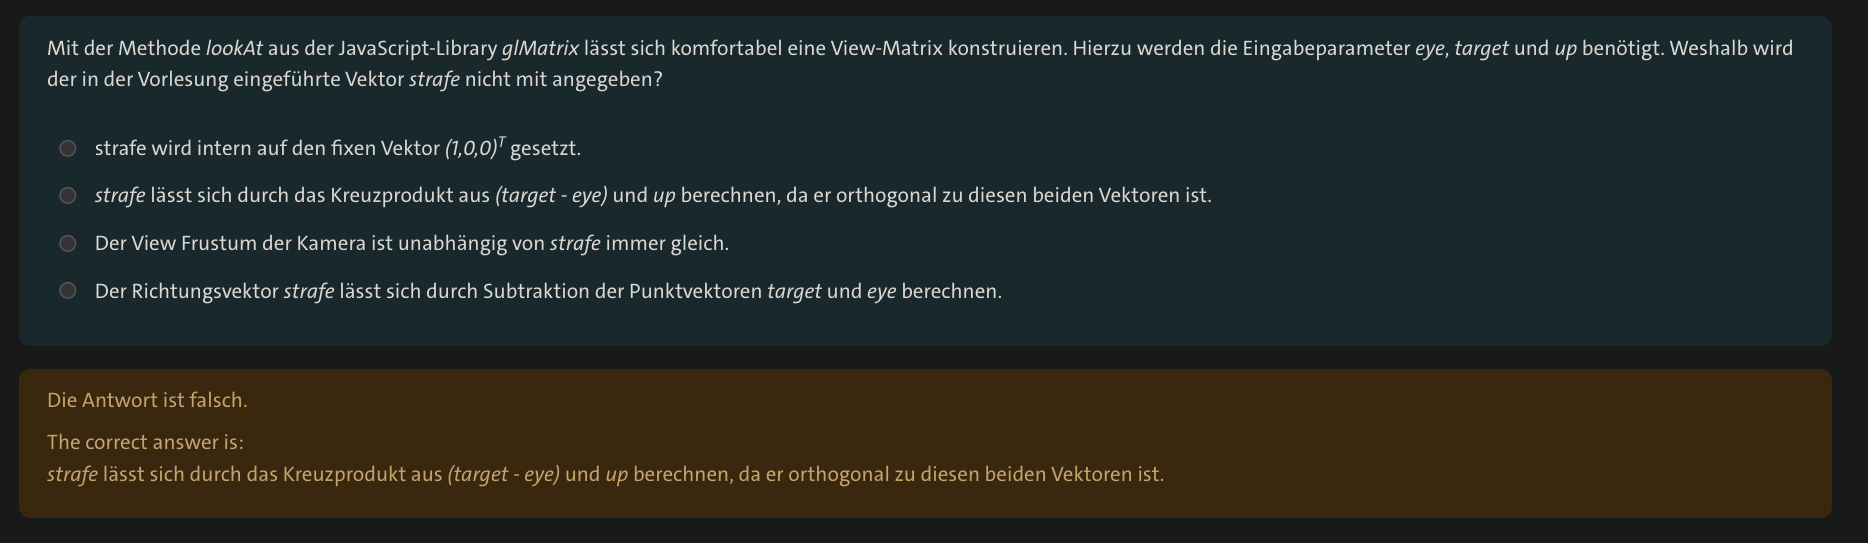 Mit der Methode lookAt aus der JavaScript-Library glMatrix lässt sich komfortabel eine View-Matrix konstruieren. Hierzu werden die Eingabeparameter eye, target und up benötigt. Weshalb wird
der in der Vorlesung eingeführte Vektor strafe nicht mit angegeben?
strafe wird intern auf den fixen Vektor (1,0,0)^T gesetzt.
strafe lässt sich durch das Kreuzprodukt aus (target - eye) und up berechnen, da er orthogonal zu diesen beiden Vektoren ist.
Der View Frustum der Kamera ist unabhängig von strafe immer gleich.
Der Richtungsvektor strafe lässt sich durch Subtraktion der Punktvektoren target und eye berechnen.
Die Antwort ist falsch.
The correct answer is:
strafe lässt sich durch das Kreuzprodukt aus (target - eye) und up berechnen, da er orthogonal zu diesen beiden Vektoren ist.